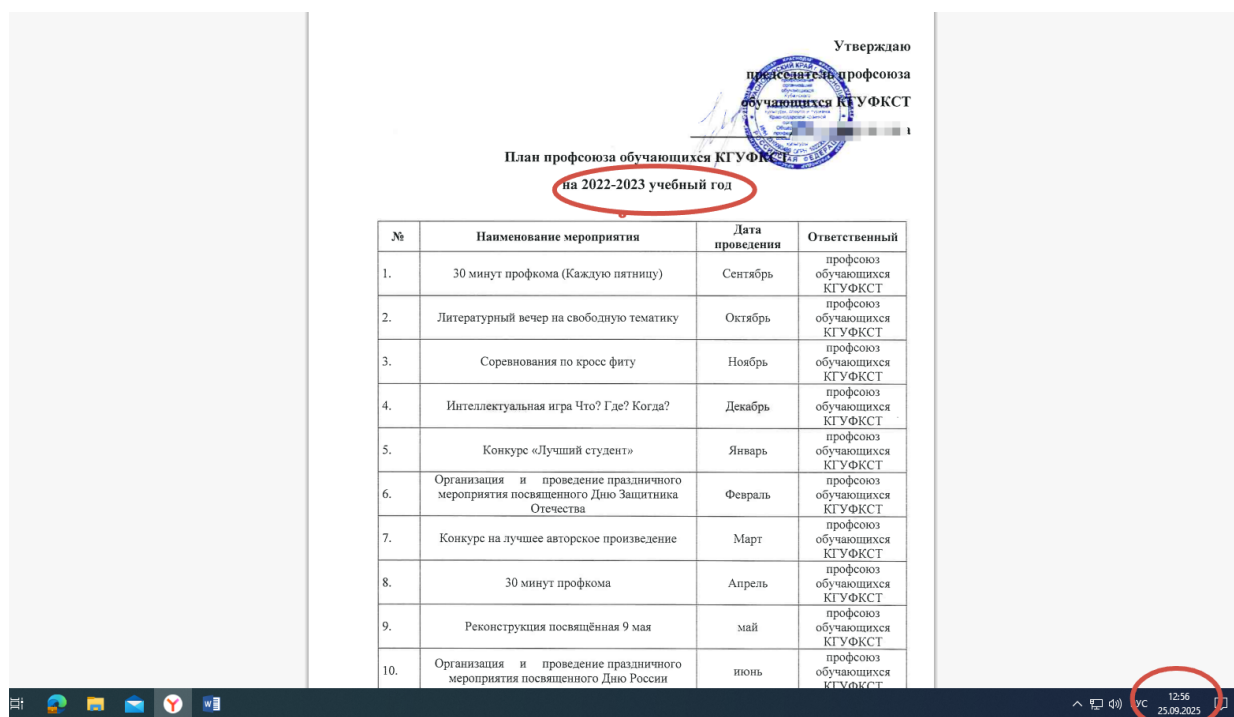 Утверждаю
председатель профсоюза
обучающихся КГУФКСТ
План профсоюза обучающихся КГУФКСТ
на 2022-2023 учебный год
№ Наименование мероприятия Дата проведения Ответственный
1. 30 минут профкома (Каждую пятницу) Сентябрь профсоюз обучающихся КГУФКСТ
2. Литературный вечер на свободную тематику Октябрь профсоюз обучающихся КГУФКСТ
3. Соревнования по кросс фиту Ноябрь профсоюз обучающихся КГУФКСТ
4. Интеллектуальная игра Что? Где? Когда? Декабрь профсоюз обучающихся КГУФКСТ
5. Конкурс «Лучший студент» Январь профсоюз обучающихся КГУФКСТ
6. Организация и проведение праздничного мероприятия посвященного Дню Защитника Отечества Февраль профсоюз обучающихся КГУФКСТ
7. Конкурс на лучшее авторское произведение Март профсоюз обучающихся КГУФКСТ
8. 30 минут профкома Апрель профсоюз обучающихся КГУФКСТ
9. Реконструкция посвящённая 9 мая май профсоюз обучающихся КГУФКСТ
10. Организация и проведение праздничного мероприятия посвященного Дню России июнь профсоюз обучающихся КГУФКСТ
12:56
25.09.2025